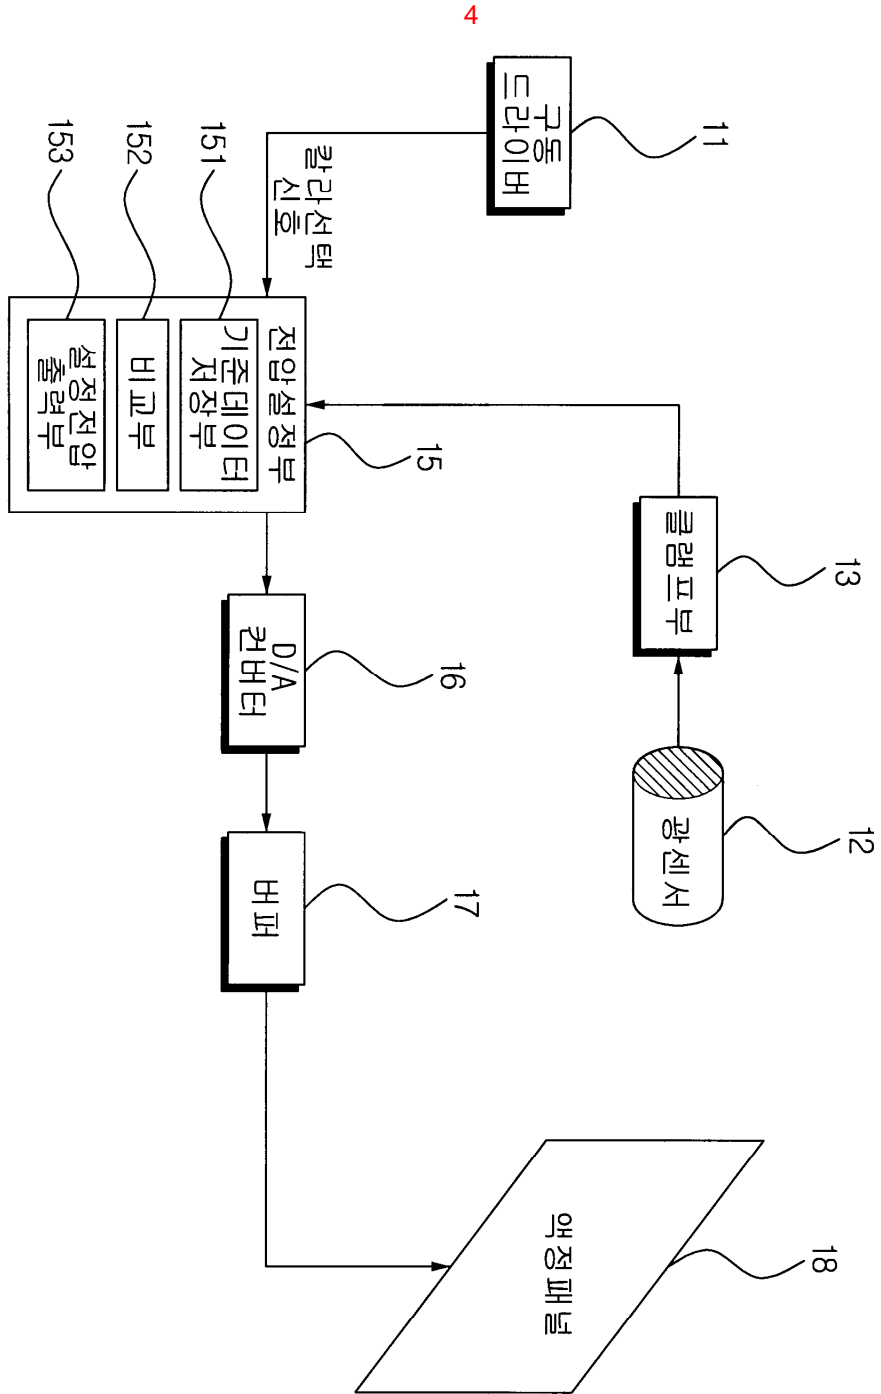 4
구동
드라이버
11
칼라선택
신호
광센서
12
클램프부
13
전압설정부
15
기준데이터
저장부
151
비교부
152
설정전압
출력부
153
D/A
컨버터
16
버퍼
17
액정패널
18